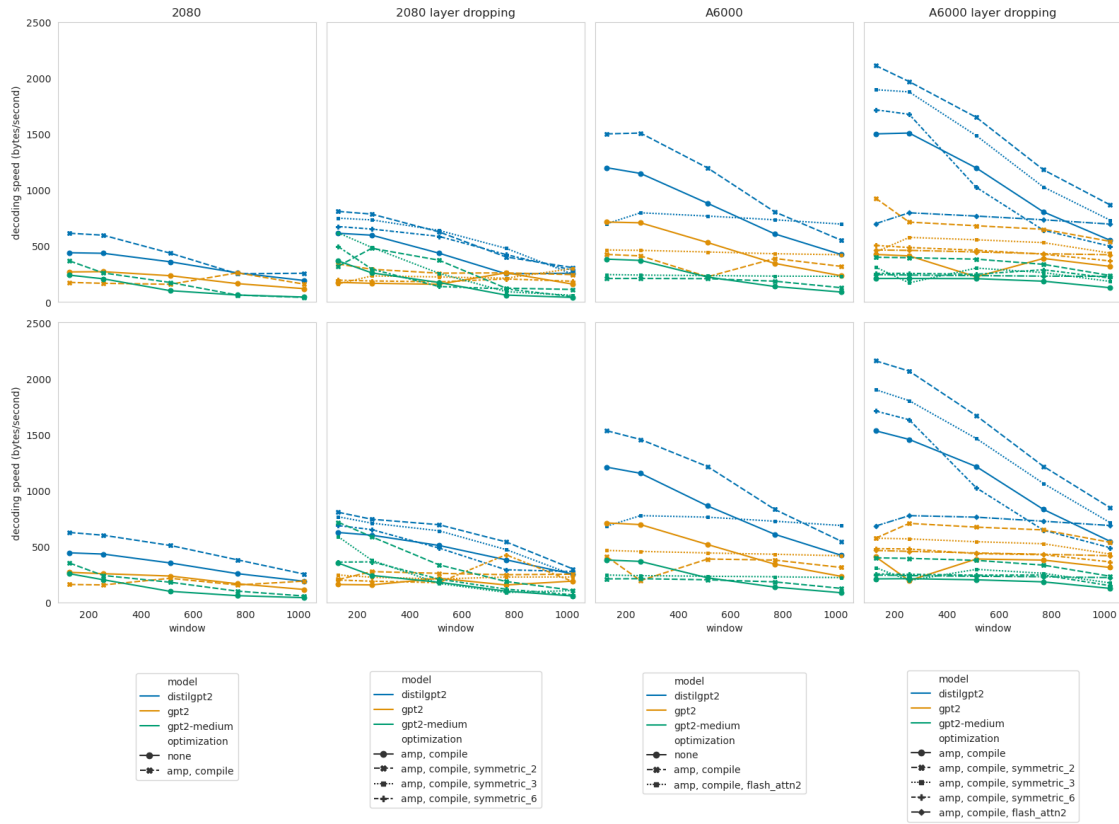 2080
2080 layer dropping
A6000
A6000 layer dropping
2500
2000
1500
1000
500
0
decoding speed (bytes/second)
2500
2000
1500
1000
500
0
decoding speed (bytes/second)
200 400 600 800 1000
200 400 600 800 1000
200 400 600 800 1000
200 400 600 800 1000
window
window
window
window
model
distilgpt2
gpt2
gpt2-medium
optimization
none
amp, compile
model
distilgpt2
gpt2
gpt2-medium
optimization
amp, compile
amp, compile, symmetric_2
amp, compile, symmetric_3
amp, compile, symmetric_6
model
distilgpt2
gpt2
gpt2-medium
optimization
none
amp, compile
amp, compile, flash_attn2
model
distilgpt2
gpt2
gpt2-medium
optimization
amp, compile
amp, compile, symmetric_2
amp, compile, symmetric_3
amp, compile, symmetric_6
amp, compile, flash_attn2